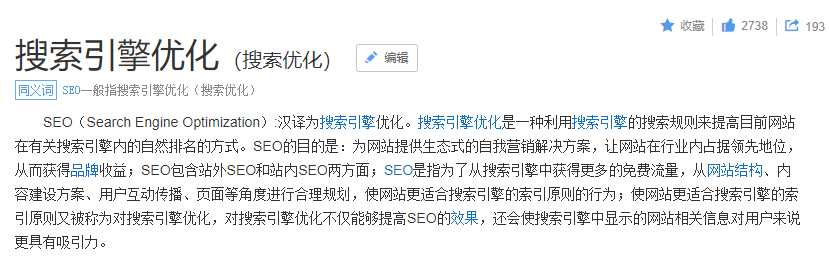 收藏 2738 193
搜索引擎优化（搜索优化） 编辑
同义词 SEO一般指搜索引擎优化（搜索优化）
SEO（Search Engine Optimization）:汉译为搜索引擎优化。搜索引擎优化是一种利用搜索引擎的搜索规则来提高目前网站
在有关搜索引擎内的自然排名的方式。SEO的目的是：为网站提供生态式的自我营销解决方案，让网站在行业内占据领先地位，
从而获得品牌收益；SEO包含站外SEO和站内SEO两方面；SEO是指为了从搜索引擎中获得更多的免费流量，从网站结构、内
容建设方案、用户互动传播、页面等角度进行合理规划，使网站更适合搜索引擎的索引原则的行为；使网站更适合搜索引擎的索
引原则又被称为对搜索引擎优化，对搜索引擎优化不仅能够提高SEO的效果，还会使搜索引擎中显示的网站相关信息对用户来说
更具有吸引力。